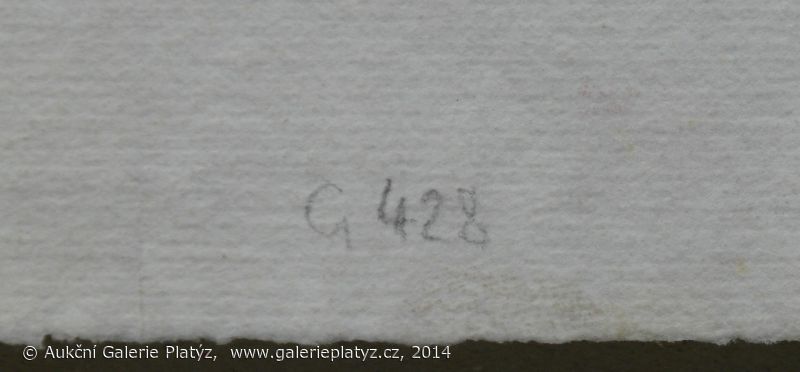 G 428
© Aukční Galerie Platýz, www.galerieplatyz.cz, 2014